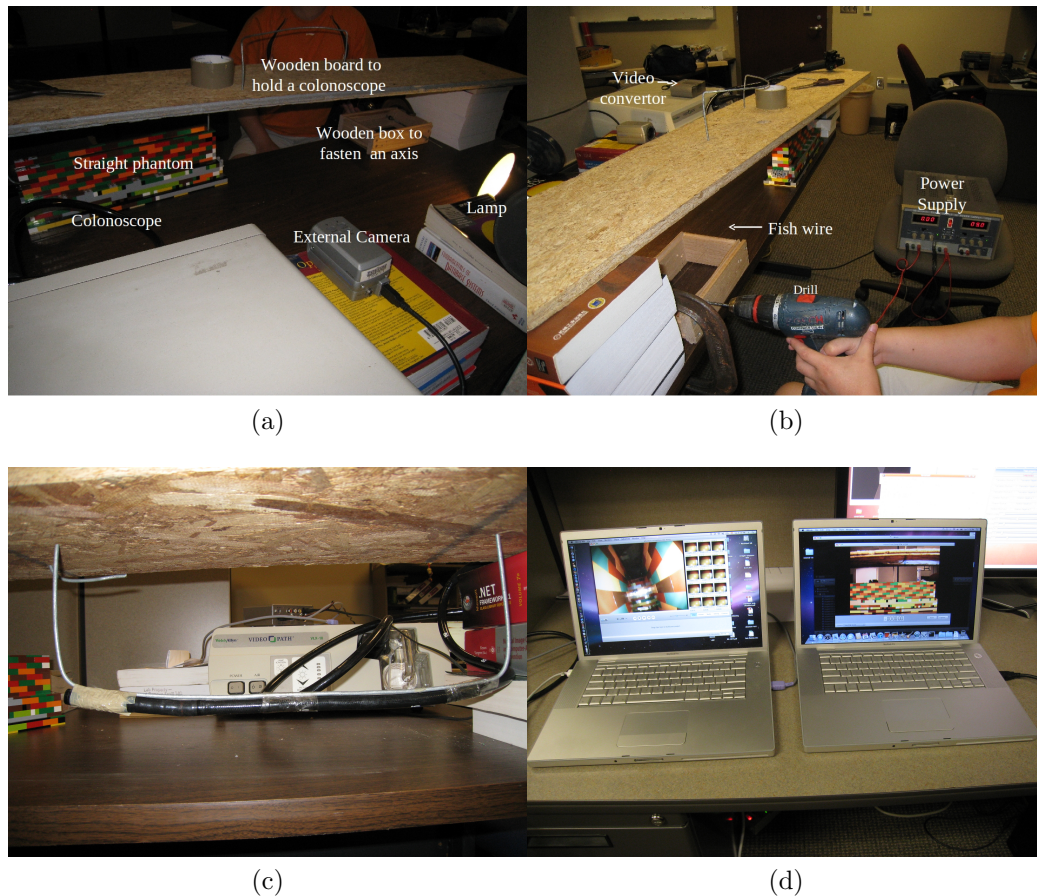 Wooden board to
hold a colonoscope
Wooden box to
fasten an axis
Straight phantom
Colonoscope
Lamp
External Camera
(a)
Video
convertor
Power
Supply
Fish wire
Drill
(b)
.NET
VIDEO PATH
POWER
(c)
(d)